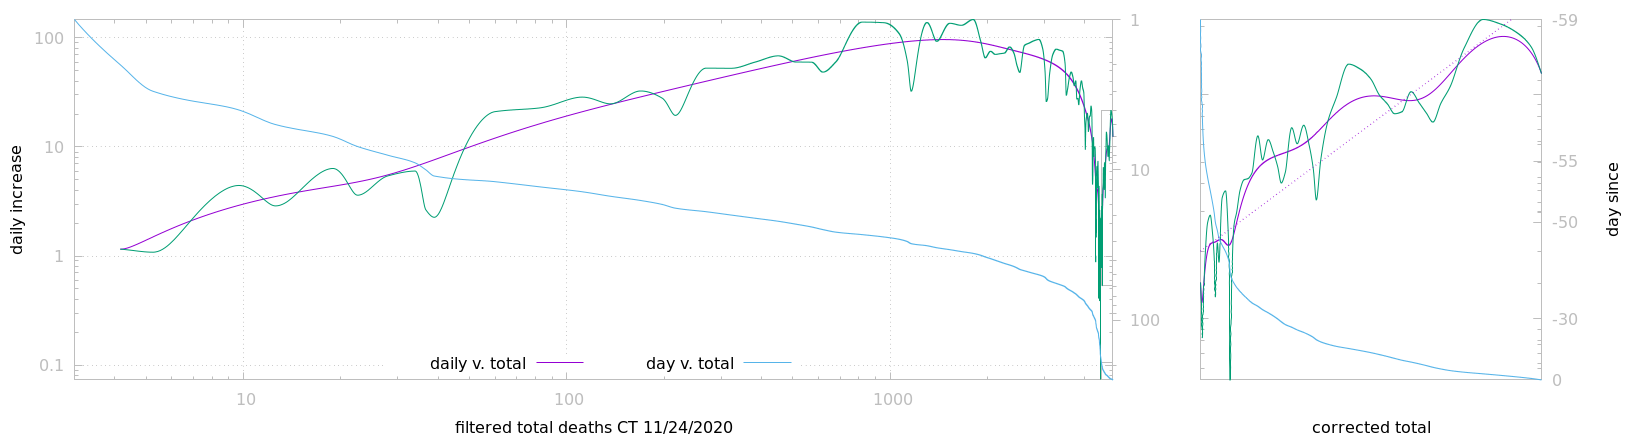 100
10
1
0.1
daily increase
10
100
1000
filtered total deaths CT 11/24/2020
daily v. total
day v. total
1
10
100
-59
-55
-50
-30
0
day since
corrected total